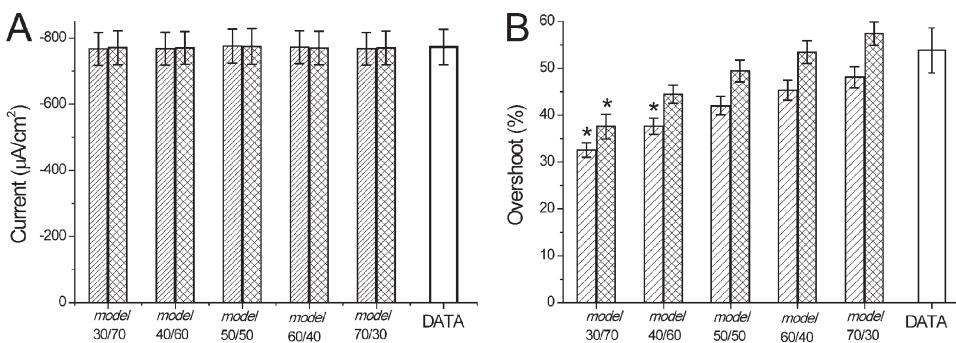 A
Current (μA/cm²)
-800
-600
-400
-200
0
model model model model model DATA
30/70 40/60 50/50 60/40 70/30
B
Overshoot (%)
60
50
40
30
20
10
0
* * *
model model model model model DATA
30/70 40/60 50/50 60/40 70/30